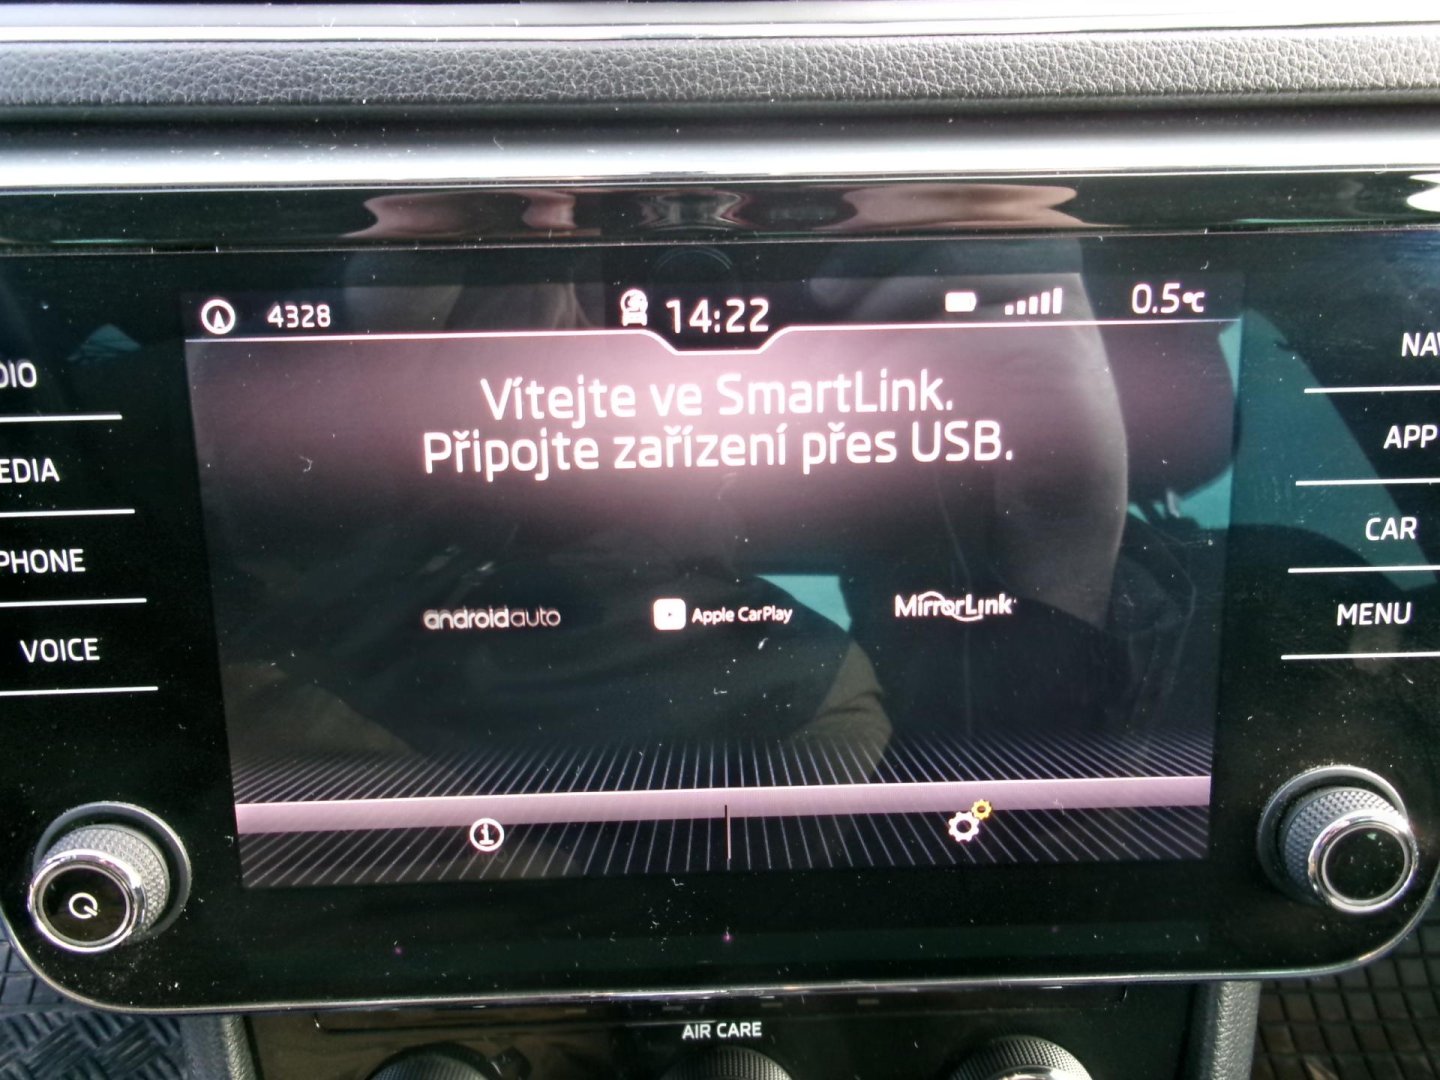 4328
14:22
0.5°C
Vítejte ve SmartLink.
Připojte zařízení přes USB.
androidauto
Apple CarPlay
MirrorLink
DIO
EDIA
PHONE
VOICE
NAV
APP
CAR
MENU
AIR CARE